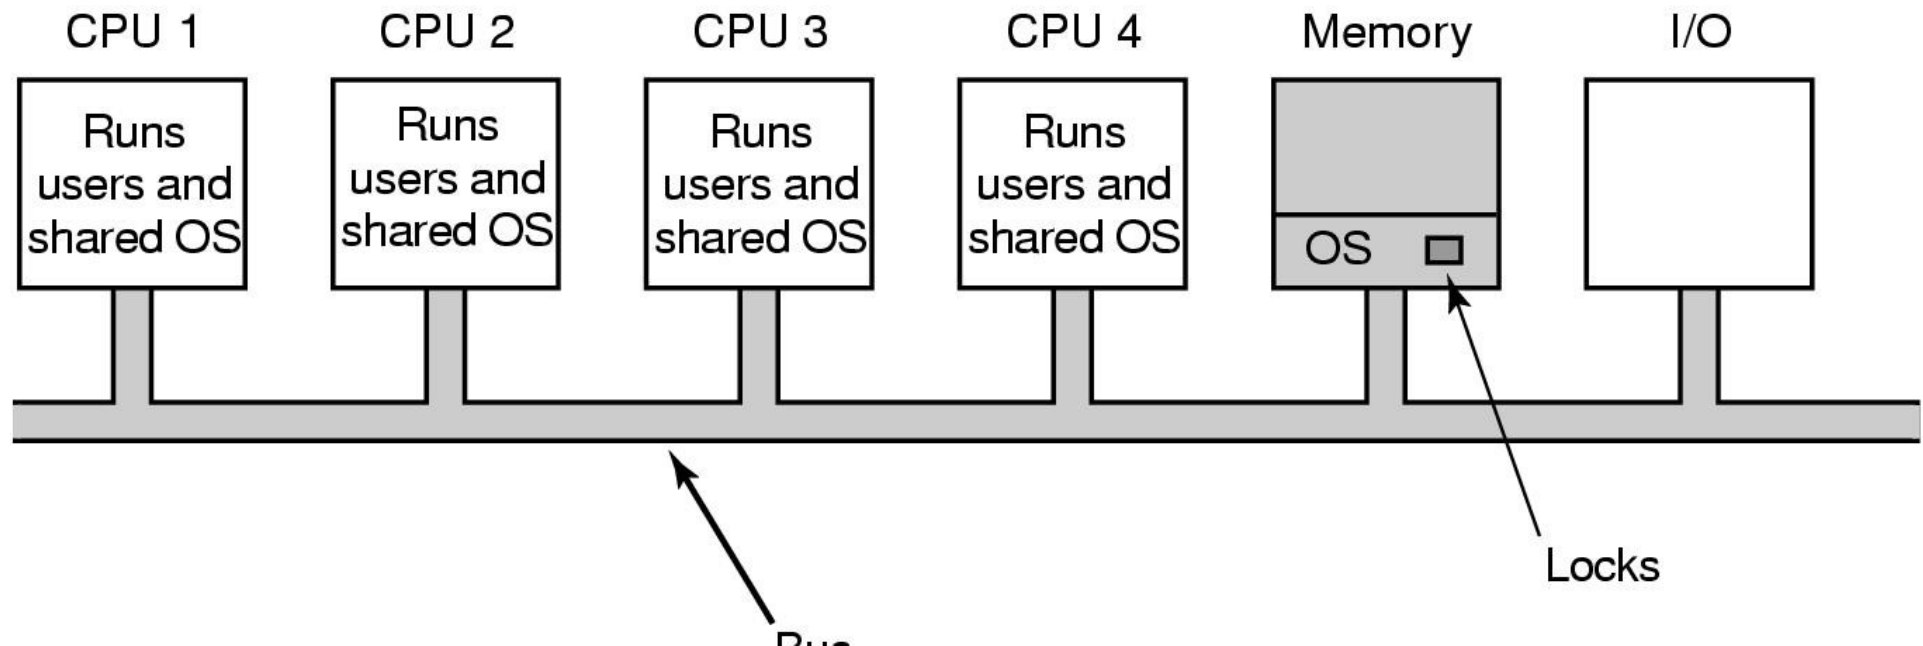 CPU 1
CPU 2
CPU 3
CPU 4
Memory
I/O
Runs
users and
shared OS
Runs
users and
shared OS
Runs
users and
shared OS
Runs
users and
shared OS
OS
Locks
Bus